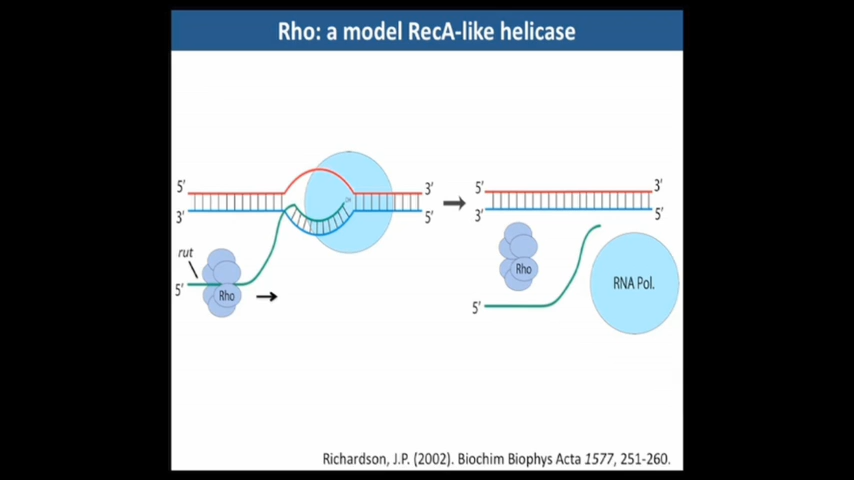 Rho: a model RecA-like helicase
5'
3'
3'
5'
rut
5'
Rho
5'
3'
3'
5'
Rho
RNA Pol.
5'
Richardson, J.P. (2002). Biochim Biophys Acta 1577, 251-260.